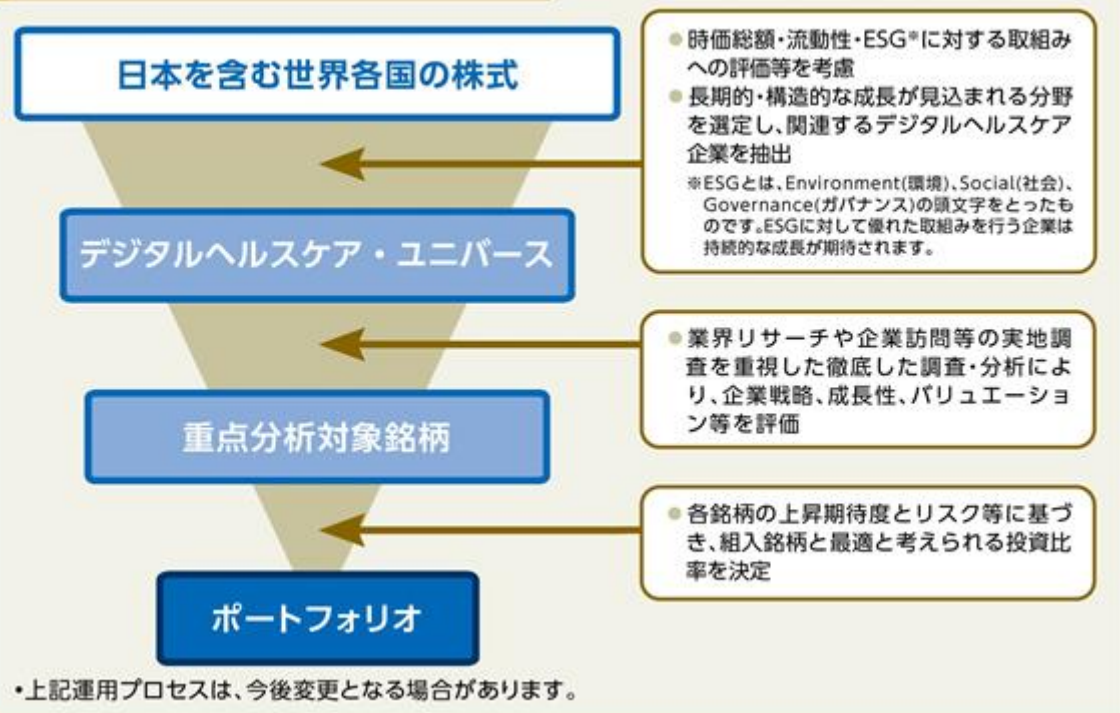 日本を含む世界各国の株式
●時価総額・流動性・ESG※に対する取組み
への評価等を考慮
●長期的・構造的な成長が見込まれる分野
を選定し、関連するデジタルヘルスケア
企業を抽出
※ESGとは、Environment(環境)、Social(社会)、
Governance(ガバナンス)の頭文字をとったも
のです。ESGに対して優れた取組みを行う企業は
持続的な成長が期待されます。
デジタルヘルスケア・ユニバース
●業界リサーチや企業訪問等の実地調
査を重視した徹底した調査・分析によ
り、企業戦略、成長性、バリュエーショ
ン等を評価
重点分析対象銘柄
●各銘柄の上昇期待度とリスク等に基づ
き、組入銘柄と最適と考えられる投資比
率を決定
ポートフォリオ
・上記運用プロセスは、今後変更となる場合があります。